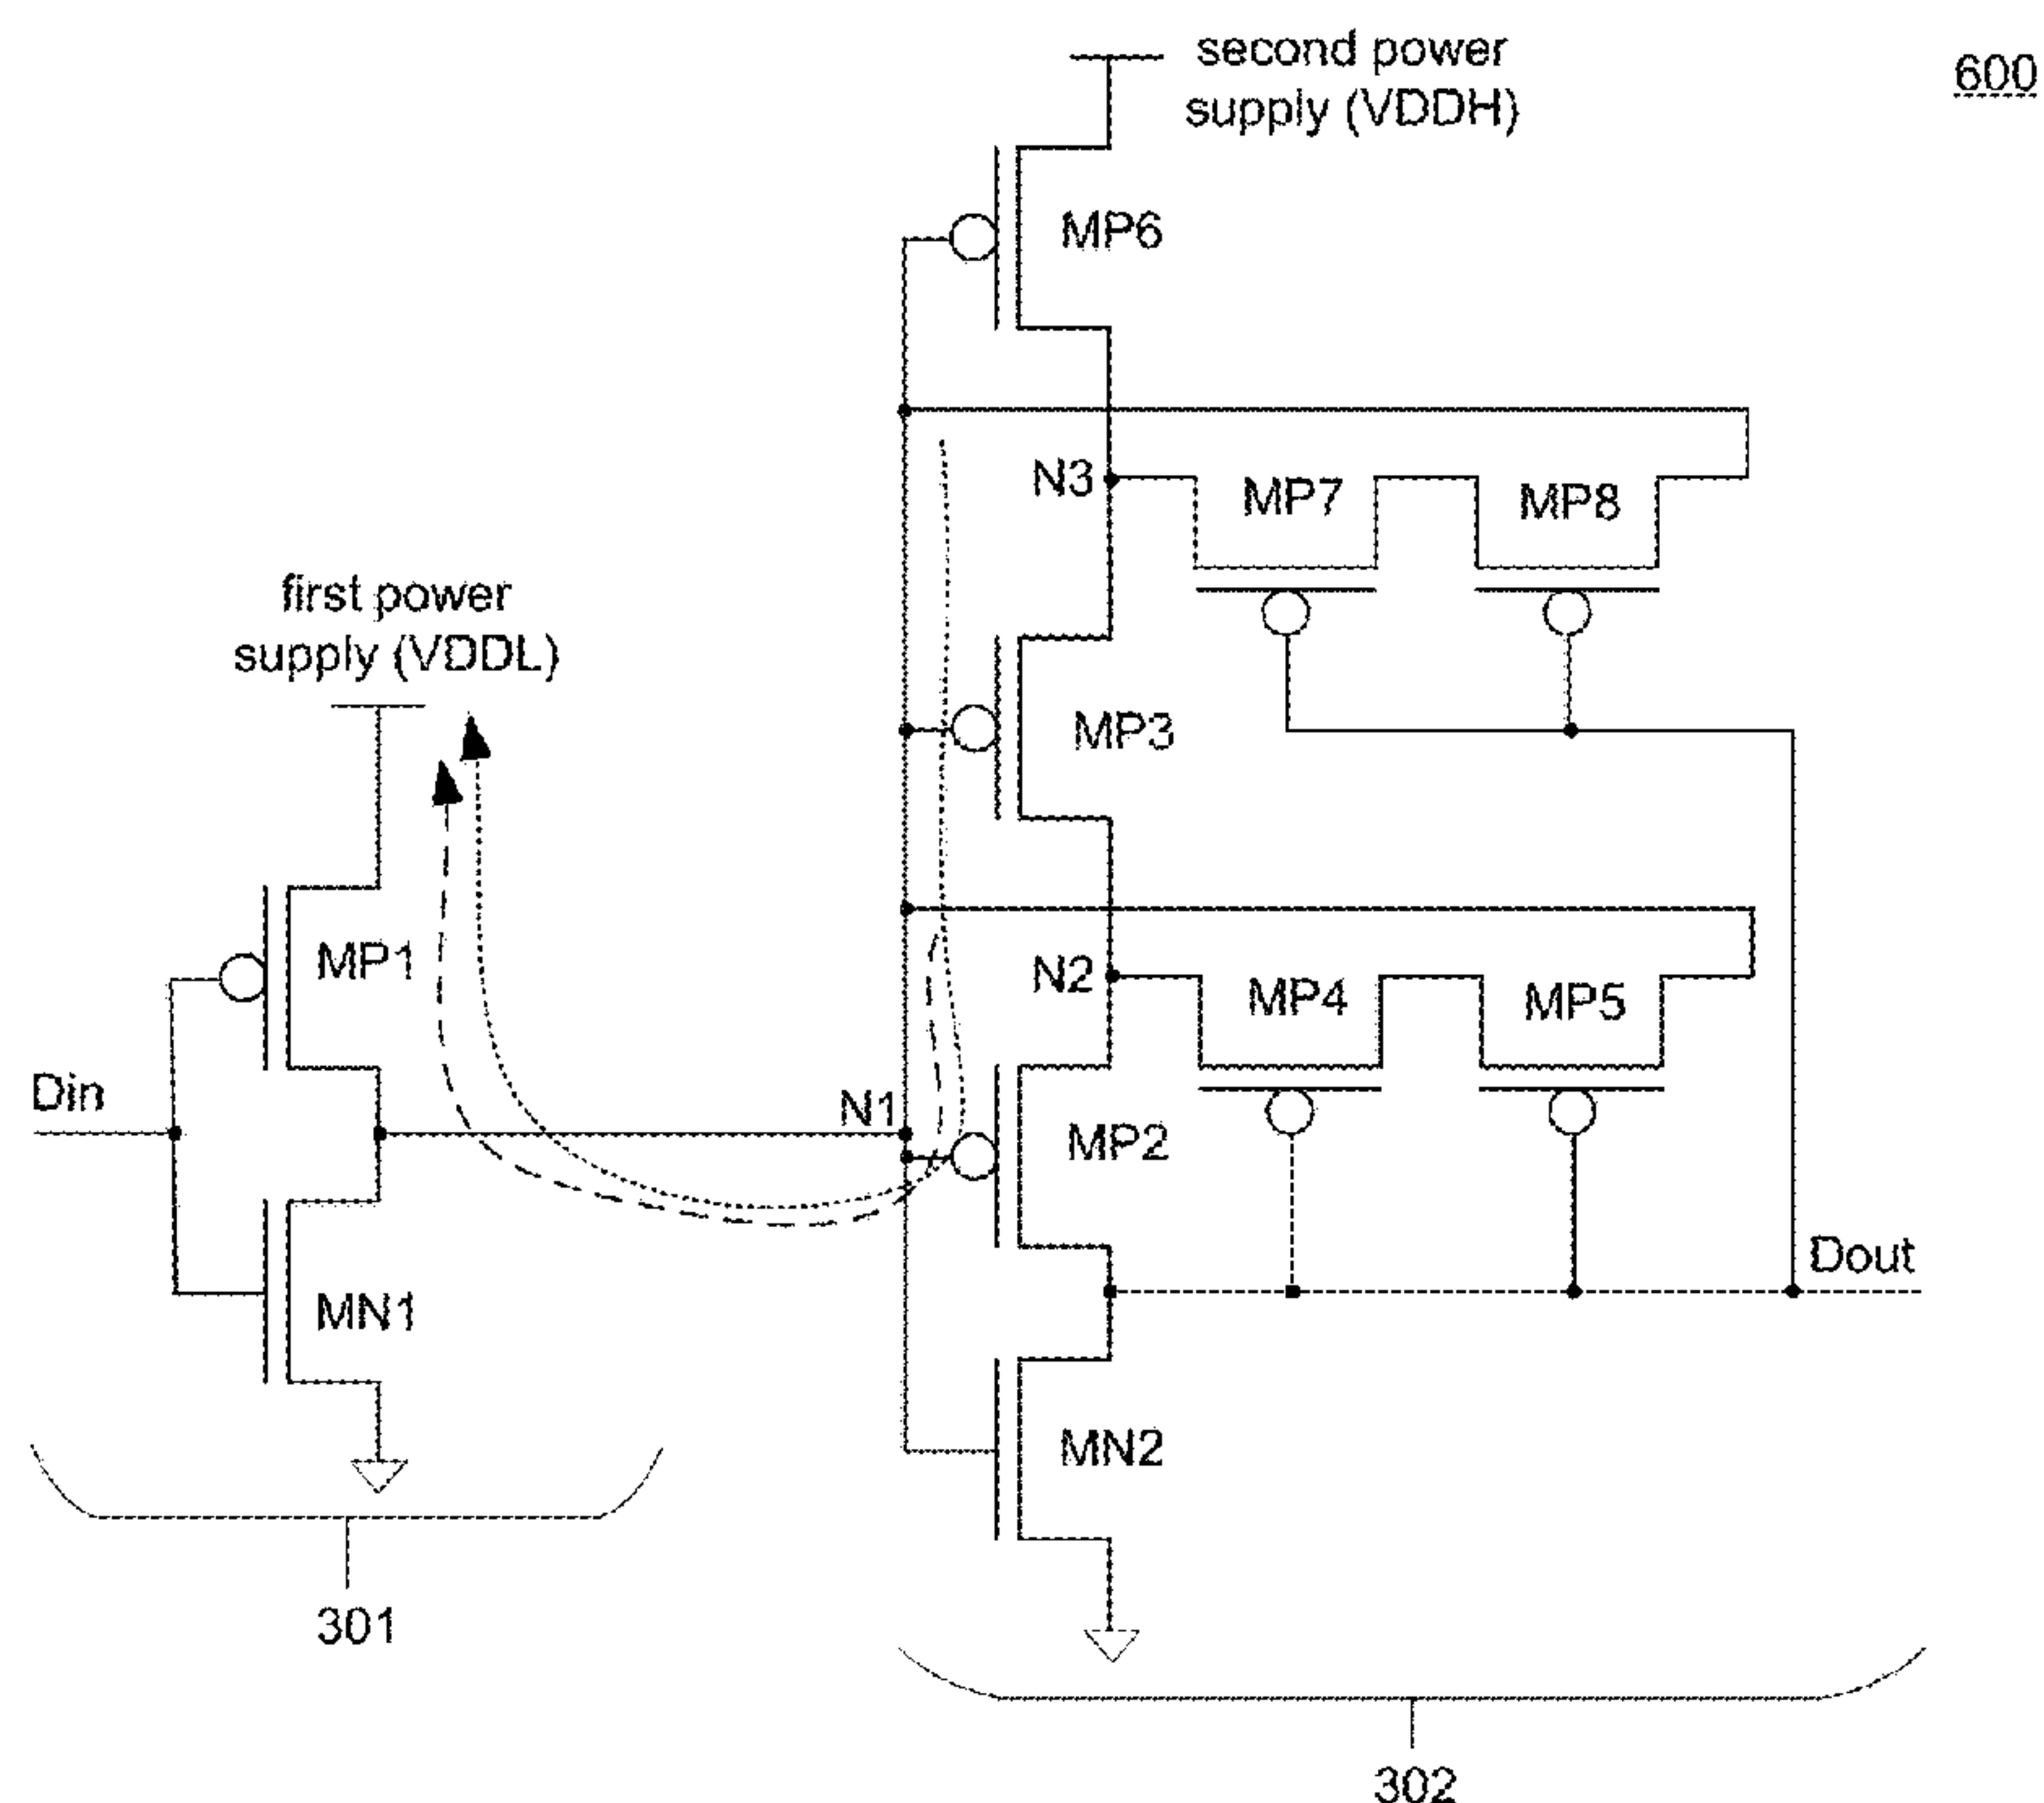 second power
supply (VDDH)
600
MP6
N3
MP7
MP8
first power
supply (VDDL)
MP3
MP1
N2
MP4
MP5
Din
N1
MP2
Dout
MN1
MN2
301
302